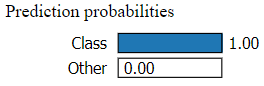 Prediction probabilities
Class 1.00
Other 0.00